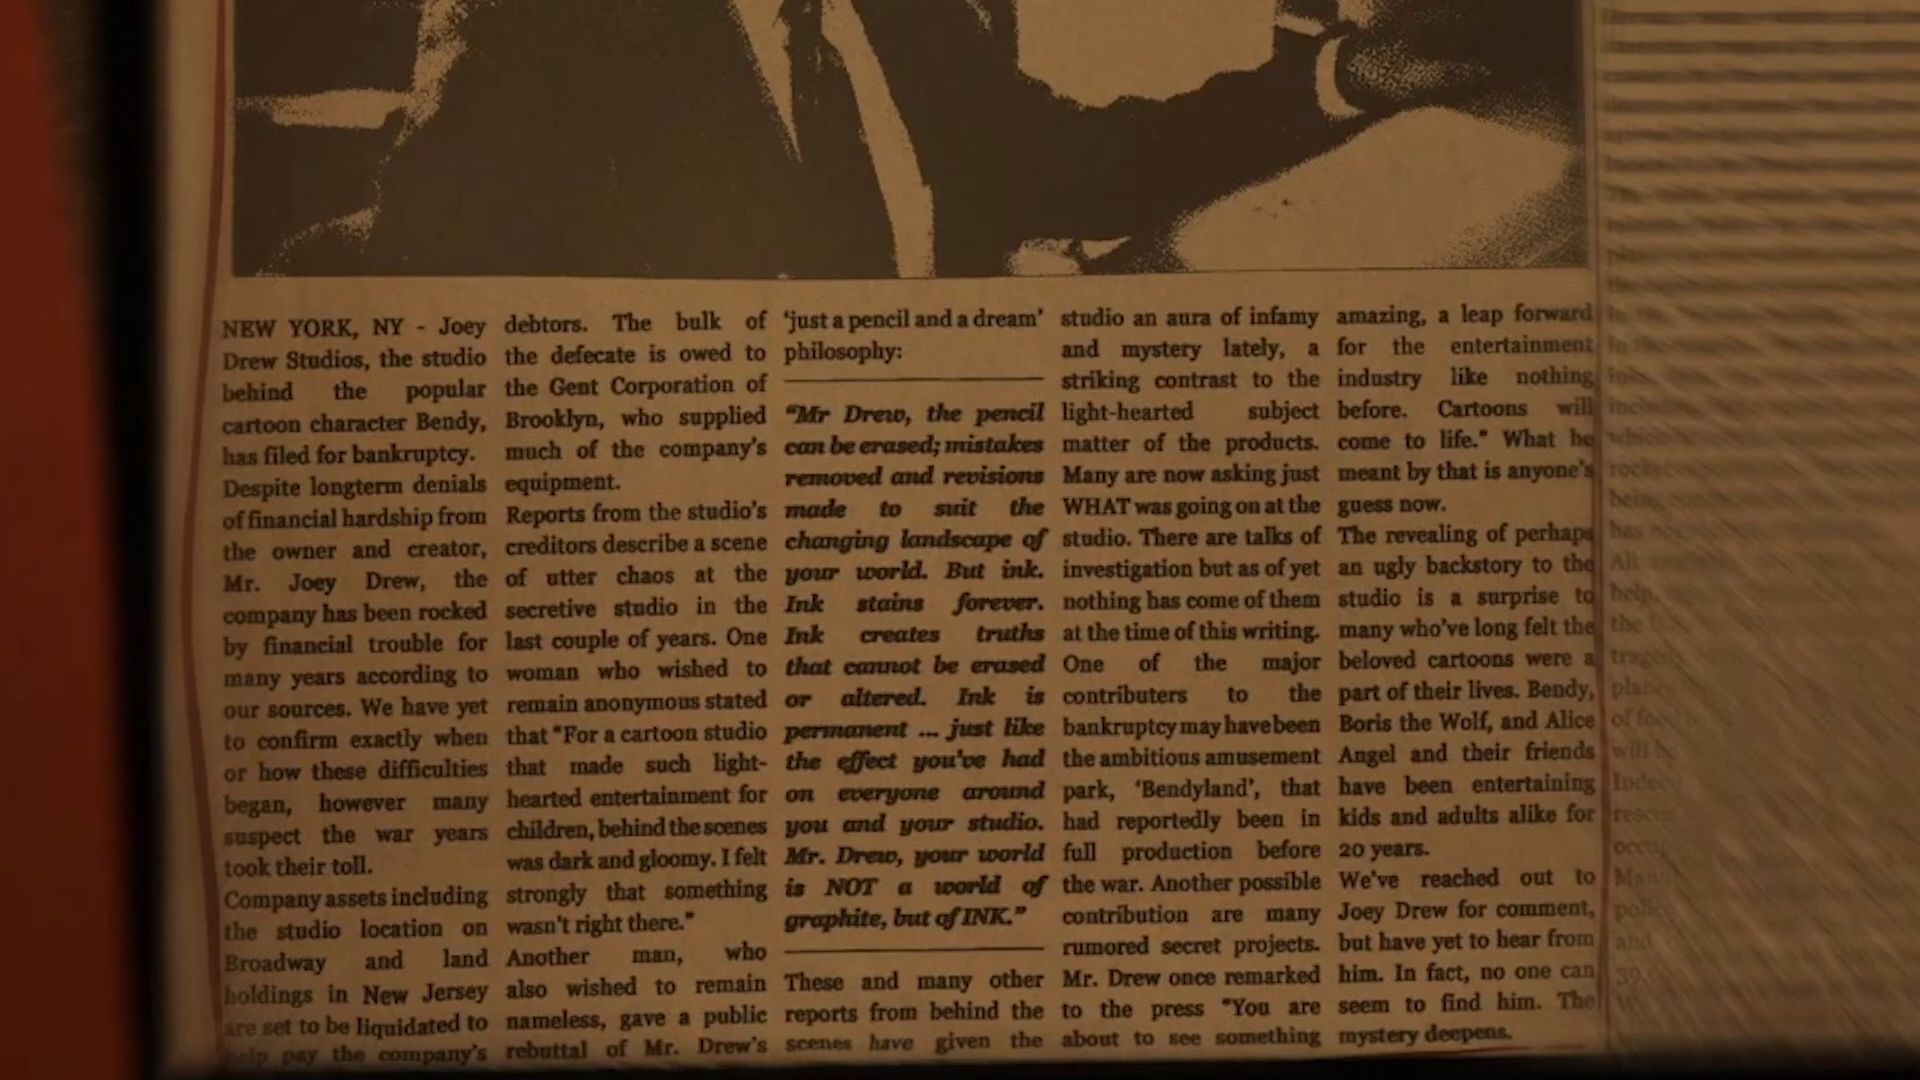 NEW YORK, NY - Joey
Drew Studios, the studio
behind the popular
cartoon character Bendy,
has filed for bankruptcy.
Despite longterm denials
of financial hardship from
the owner and creator,
Mr. Joey Drew, the
company has been rocked
by financial trouble for
many years according to
our sources. We have yet
to confirm exactly when
or how these difficulties
began, however many
suspect the war years
took their toll.
Company assets including
the studio location on
Broadway and land
holdings in New Jersey
are set to be liquidated to
help pay the company's
debtors. The bulk of
the defecate is owed to
the Gent Corporation of
Brooklyn, who supplied
much of the company's
equipment.
Reports from the studio's
creditors describe a scene
of utter chaos at the
secretive studio in the
last couple of years. One
woman who wished to
remain anonymous stated
that "For a cartoon studio
that made such light-
hearted entertainment for
children, behind the scenes
was dark and gloomy. I felt
strongly that something
wasn't right there."
Another man, who
also wished to remain
nameless, gave a public
rebuttal of Mr. Drew's
'just a pencil and a dream'
philosophy:
"Mr Drew, the pencil
can be erased; mistakes
removed and revisions
made to suit the
changing landscape of
your world. But ink.
Ink stains forever.
Ink creates truths
that cannot be erased
or altered. Ink is
permanent ... just like
the effect you've had
on everyone around
you and your studio.
Mr. Drew, your world
is NOT a world of
graphite, but of INK."
These and many other
reports from behind the
scenes have given the
studio an aura of infamy
and mystery lately, a
striking contrast to the
light-hearted subject
matter of the products.
Many are now asking just
WHAT was going on at the
studio. There are talks of
investigation but as of yet
nothing has come of them
at the time of this writing.
One of the major
contributers to the
bankruptcy may have been
the ambitious amusement
park, 'Bendyland', that
had reportedly been in
full production before
the war. Another possible
contribution are many
rumored secret projects.
Mr. Drew once remarked
to the press "You are
about to see something
amazing, a leap forward
for the entertainment
industry like nothing
before. Cartoons will
come to life." What he
meant by that is anyone's
guess now.
The revealing of perhaps
an ugly backstory to the
studio is a surprise to
many who've long felt the
beloved cartoons were a
part of their lives. Bendy,
Boris the Wolf, and Alice
Angel and their friends
have been entertaining
kids and adults alike for
20 years.
We've reached out to
Joey Drew for comment,
but have yet to hear from
him. In fact, no one can
seem to find him. The
mystery deepens.